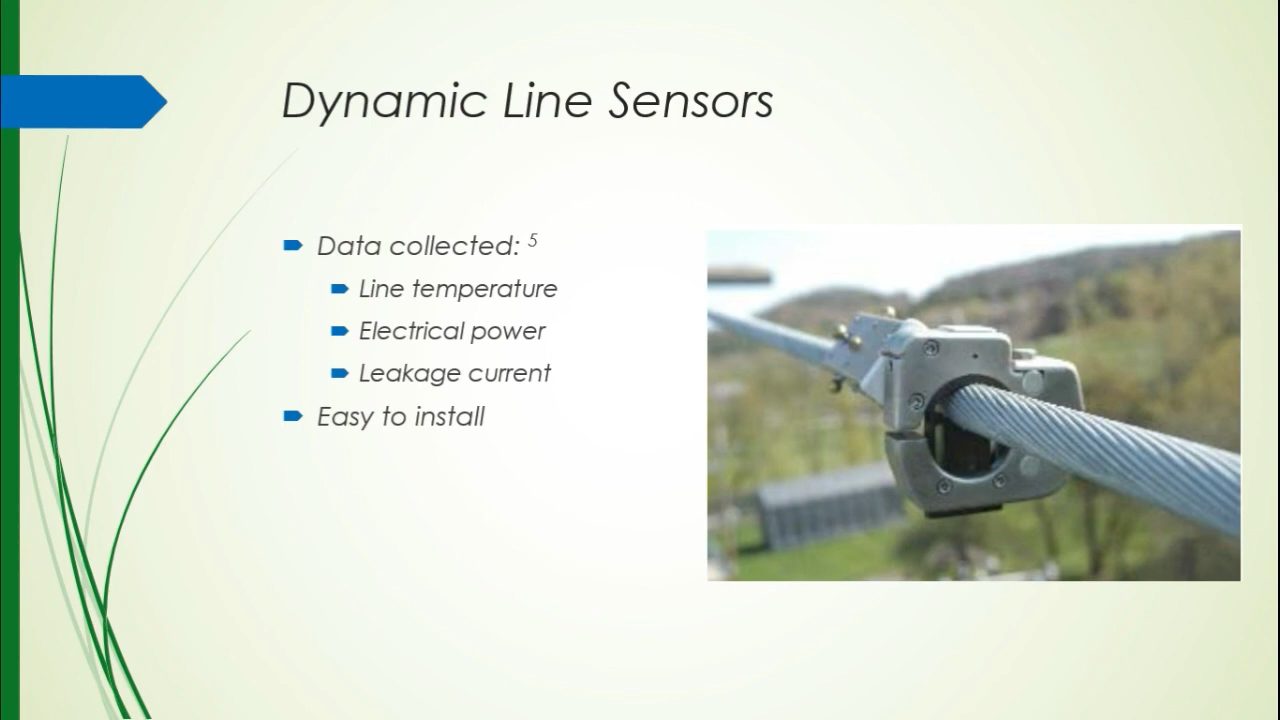 Dynamic Line Sensors
Data collected: 5
Line temperature
Electrical power
Leakage current
Easy to install